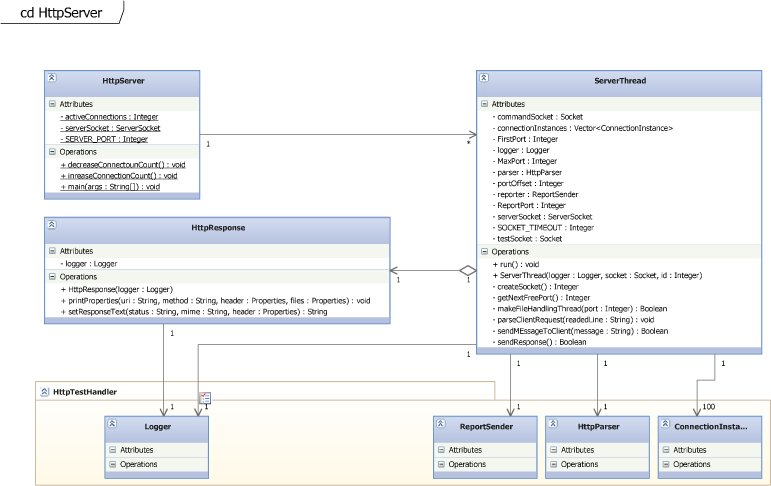 cd HttpServer
HttpServer
Attributes
- activeConnections : Integer
- serverSocket : ServerSocket
- SERVER_PORT : Integer
Operations
+ decreaseConnectounCount() : void
+ inreaseConnectionCount() : void
+ main(args : String[]) : void
1
*
ServerThread
Attributes
- commandSocket : Socket
- connectionInstances : Vector<ConnectionInstance>
- FirstPort : Integer
- logger : Logger
- MaxPort : Integer
- parser : HttpParser
- portOffset : Integer
- reporter : ReportSender
- ReportPort : Integer
- serverSocket : ServerSocket
- SOCKET_TIMEOUT : Integer
- testSocket : Socket
Operations
+ run() : void
+ ServerThread(logger : Logger, socket : Socket, id : Integer)
- createSocket() : Integer
- getNextFreePort() : Integer
- makeFileHandlingThread(port : Integer) : Boolean
- parseClientRequest(readedLine : String) : void
- sendMEssageToClient(message : String) : Boolean
- sendResponse() : Boolean
HttpResponse
Attributes
- logger : Logger
Operations
+ HttpResponse(logger : Logger)
+ printProperties(uri : String, method : String, header : Properties, files : Properties) : void
+ setResponseText(status : String, mime : String, header : Properties) : String
1
1
1
1
1
1
1
HttpTestHandler
1
1
1
1
100
Logger
Attributes
Operations
ReportSender
Attributes
Operations
HttpParser
Attributes
Operations
ConnectionInsta...
Attributes
Operations